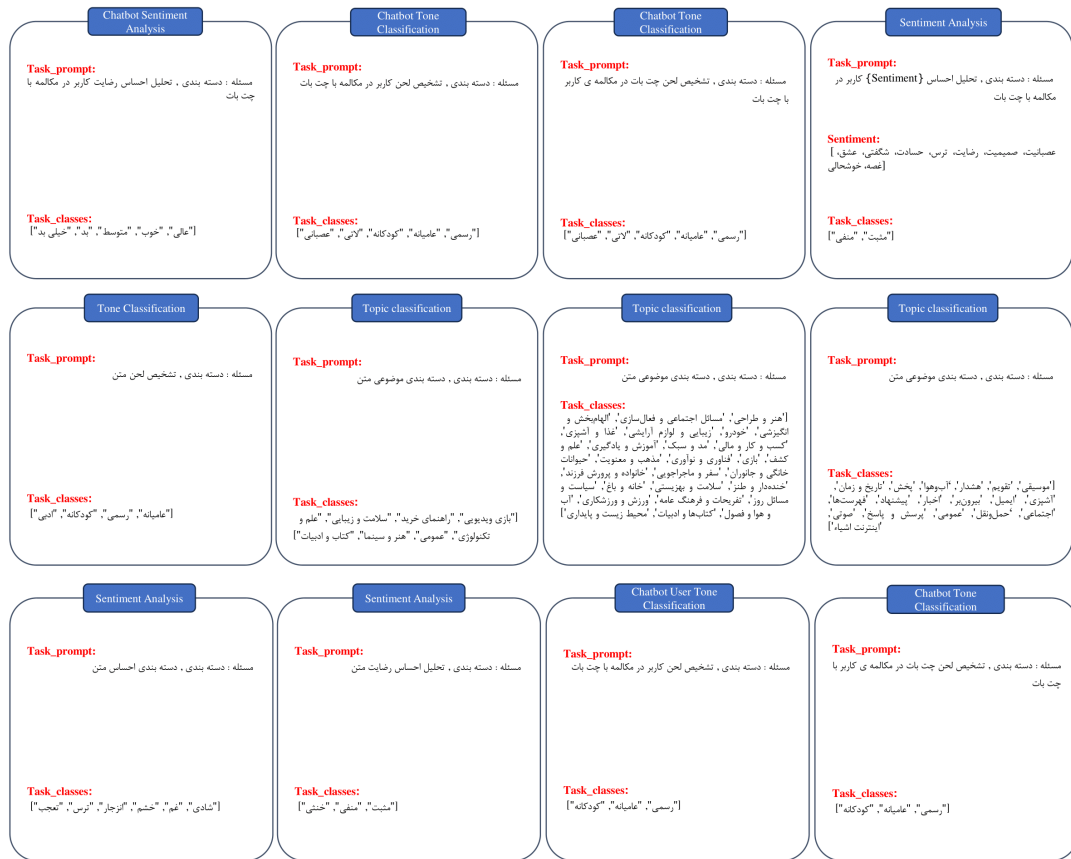 Chatbot Sentiment
Analysis
Task_prompt:
مسئله : دسته بندی , تحلیل احساس رضایت کاربر در مکالمه با
چت بات
Task_classes:
["عالی", "خوب", "متوسط", "بد", "خیلی بد"]
Chatbot Tone
Classification
Task_prompt:
مسئله : دسته بندی , تشخیص لحن کاربر در مکالمه با چت بات
Task_classes:
["رسمی", "عامیانه", "کودکانه", "لاتی", "عصبانی"]
Chatbot Tone
Classification
Task_prompt:
مسئله : دسته بندی , تشخیص لحن چت بات در مکالمه ی کاربر
با چت بات
Task_classes:
["رسمی", "عامیانه", "کودکانه", "لاتی", "عصبانی"]
Sentiment Analysis
Task_prompt:
مسئله : دسته بندی , تحلیل احساس {Sentiment} کاربر در
مکالمه با چت بات
Sentiment:
عصبانیت، صمیمیت، رضایت، ترس، حسادت، شگفتی، عشق، ]
[غصه، خوشحالی
Task_classes:
["مثبت", "منفی"]
Tone Classification
Task_prompt:
مسئله : دسته بندی , تشخیص لحن متن
Task_classes:
["عامیانه", "رسمی", "کودکانه", "ادبی"]
Topic classification
Task_prompt:
مسئله : دسته بندی , دسته بندی موضوعی متن
Task_classes:
["بازی ویدیویی", "راهنمای خرید", "سلامت و زیبایی", "علم و
تکنولوژی", "عمومی", "هنر و سینما", "کتاب و ادبیات"]
Topic classification
Task_prompt:
مسئله : دسته بندی , دسته بندی موضوعی متن
Task_classes:
['هنر و طراحی', 'مسائل اجتماعی و فعال‌سازی', 'الهام‌بخش و
انگیزشی', 'خودرو', 'زیبایی و لوازم آرایشی', 'غذا و آشپزی',
'کسب و کار و مالی', 'مد و سبک', 'آموزش و یادگیری', 'علم و
کشف', 'بازی', 'فناوری و نوآوری', 'مذهب و معنویت', 'حیوانات
خانگی و جانوران', 'سفر و ماجراجویی', 'خانواده و پرورش فرزند',
'خنده‌دار و طنز', 'سلامت و بهزیستی', 'خانه و باغ', 'سیاست و
مسائل روز', 'تفریحات و فرهنگ عامه', 'ورزش و ورزشکاری', 'آب
و هوا و فصول', 'کتاب‌ها و ادبیات', 'محیط زیست و پایداری']
Topic classification
Task_prompt:
مسئله : دسته بندی , دسته بندی موضوعی متن
Task_classes:
['موسیقی', 'تقویم', 'هشدار', 'آب‌وهوا', 'پخش', 'تاریخ و زمان',
'آشپزی', 'ایمیل', 'بیرون‌بر', 'اخبار', 'پیشنهاد', 'فهرست‌ها',
'اجتماعی', 'حمل‌ونقل', 'عمومی', 'پرسش و پاسخ', 'صوتی',
'اینترنت اشیاء']
Sentiment Analysis
Task_prompt:
مسئله : دسته بندی , دسته بندی احساس متن
Task_classes:
["شادی", "غم", "خشم", "انزجار", "ترس", "تعجب"]
Sentiment Analysis
Task_prompt:
مسئله : دسته بندی , تحلیل احساس رضایت متن
Task_classes:
["مثبت", "منفی", "خنثی"]
Chatbot User Tone
Classification
Task_prompt:
مسئله : دسته بندی , تشخیص لحن کاربر در مکالمه با چت بات
Task_classes:
["رسمی", "عامیانه", "کودکانه"]
Chatbot Tone
Classification
Task_prompt:
مسئله : دسته بندی , تشخیص لحن چت بات در مکالمه ی کاربر با
چت بات
Task_classes:
["رسمی", "عامیانه", "کودکانه"]